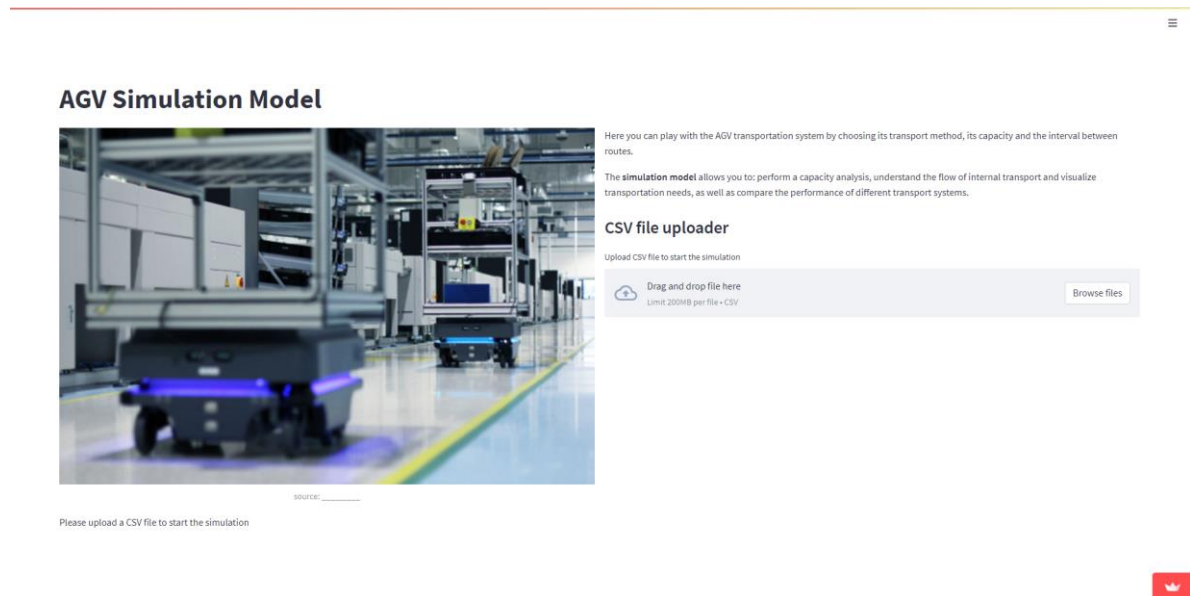 AGV Simulation Model
Here you can play with the AGV transportation system by choosing its transport method, its capacity and the interval between
routes.
The simulation model allows you to: perform a capacity analysis, understand the flow of internal transport and visualize
transportation needs, as well as compare the performance of different transport systems.
CSV file uploader
Upload CSV file to start the simulation
Drag and drop file here
Limit 200MB per file • CSV
Browse files
source: ________
Please upload a CSV file to start the simulation